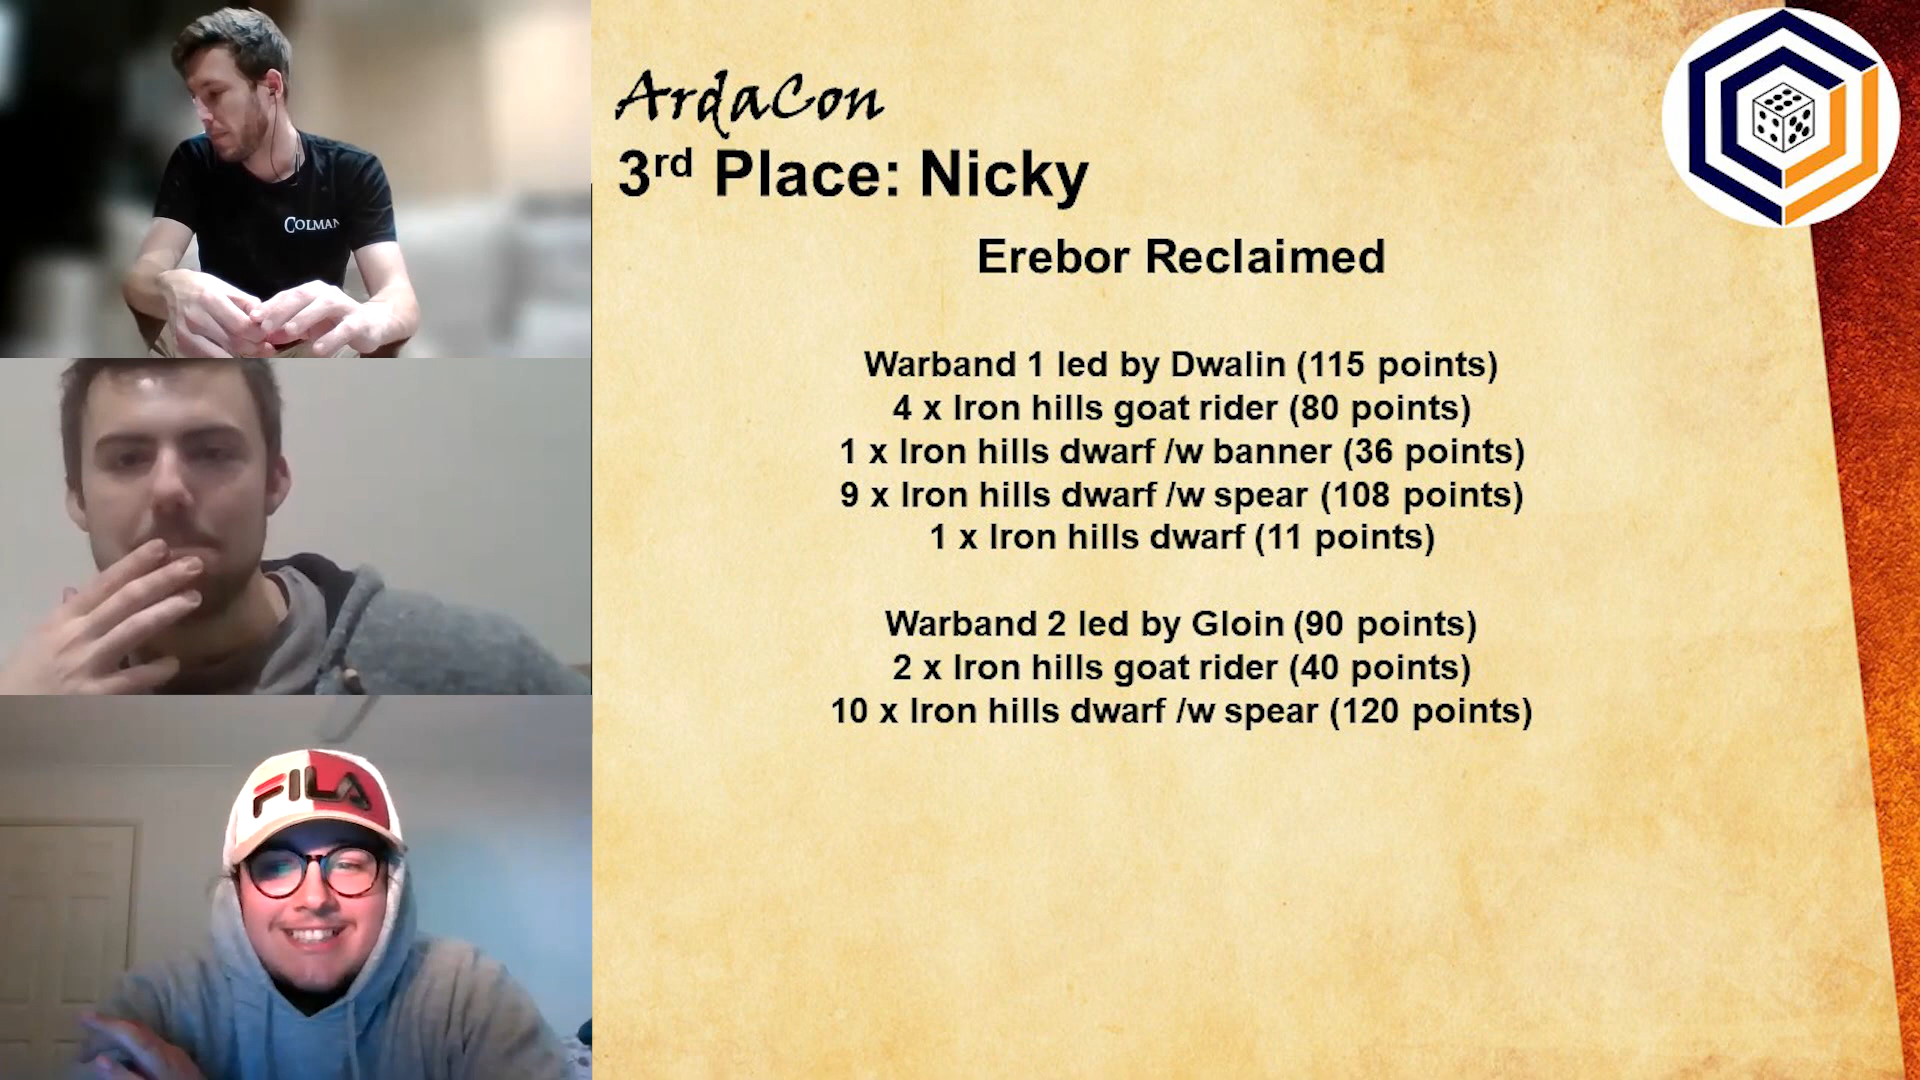 COLMAN
FILA
ArdaCon
3rd Place: Nicky
Erebor Reclaimed
Warband 1 led by Dwalin (115 points)
4 x Iron hills goat rider (80 points)
1 x Iron hills dwarf /w banner (36 points)
9 x Iron hills dwarf /w spear (108 points)
1 x Iron hills dwarf (11 points)
Warband 2 led by Gloin (90 points)
2 x Iron hills goat rider (40 points)
10 x Iron hills dwarf /w spear (120 points)